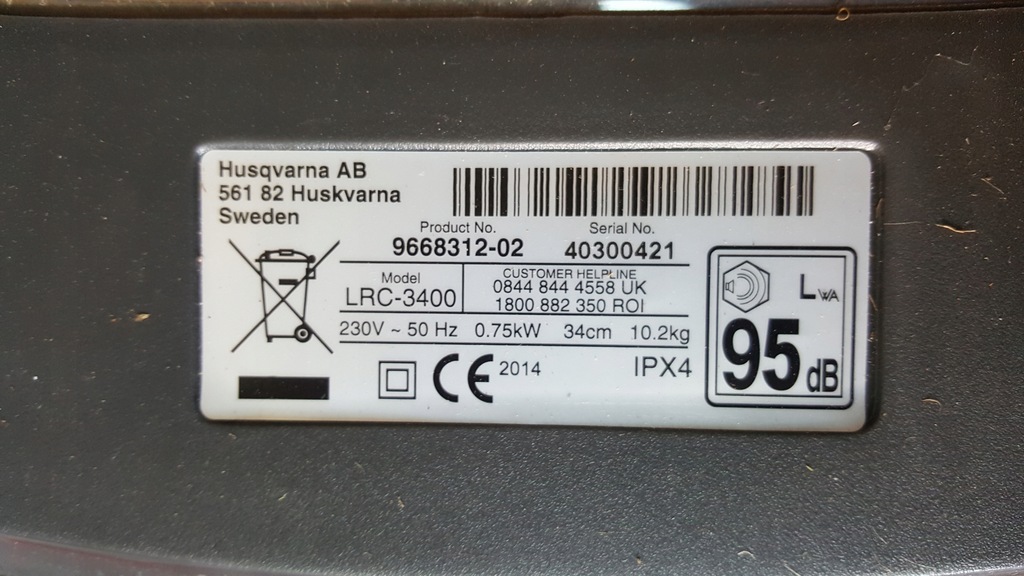 Husqvarna AB
561 82 Huskvarna
Sweden
Product No. Serial No.
9668312-02 40300421
Model
LRC-3400
CUSTOMER HELPLINE
0844 844 4558 UK
1800 882 350 ROI
230V ~ 50 Hz 0.75kW 34cm 10.2kg
CE 2014 IPX4
LWA
95 dB